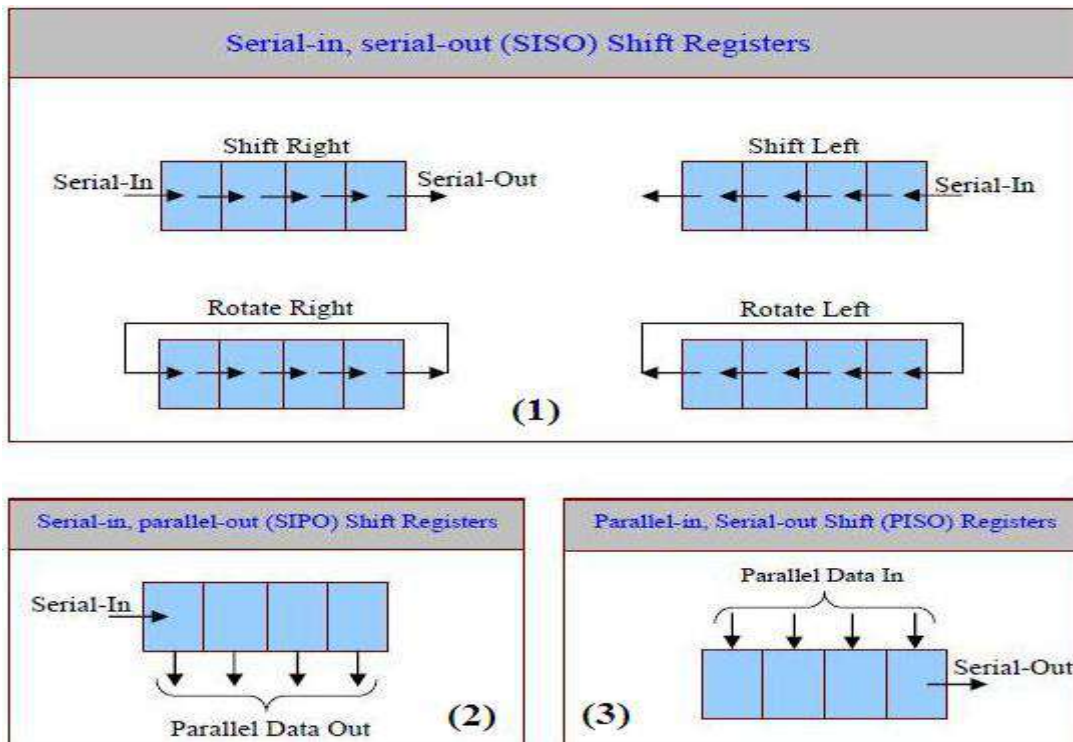 Serial-in, serial-out (SISO) Shift Registers
Shift Right
Serial-In
Serial-Out
Shift Left
Serial-In
Rotate Right
Rotate Left
(1)
Serial-in, parallel-out (SIPO) Shift Registers
Serial-In
Parallel Data Out
(2)
Parallel-in, Serial-out Shift (PISO) Registers
Parallel Data In
Serial-Out
(3)